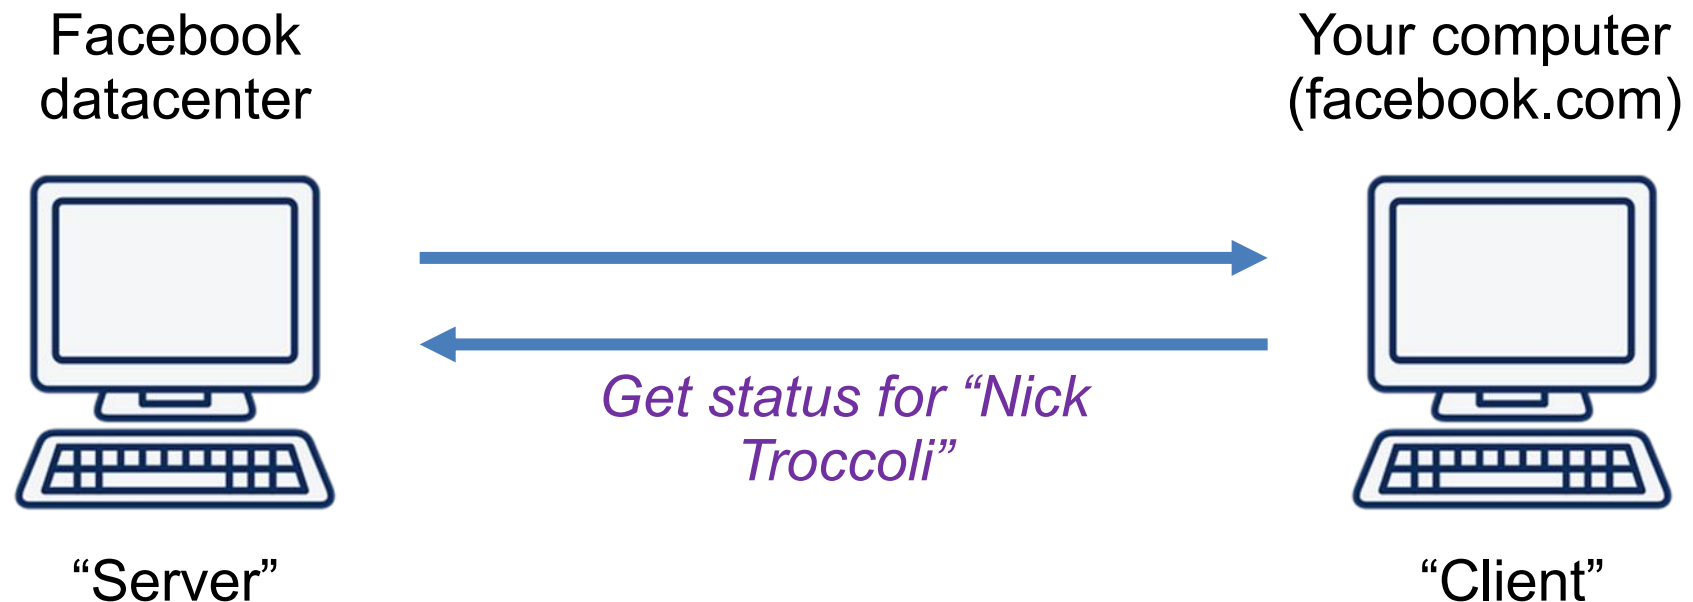 Facebook
datacenter
Your computer
(facebook.com)
Get status for “Nick
Troccoli”
“Server”
“Client”